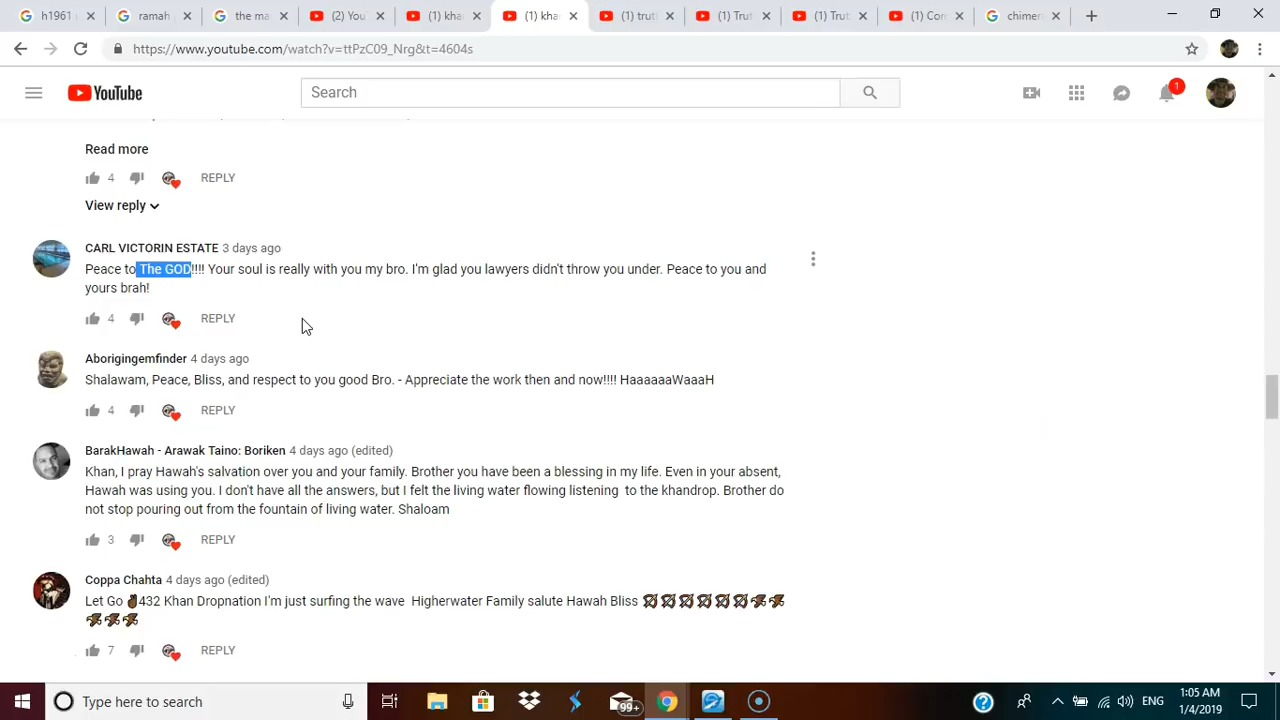 h1961
ramah
the ma
(2) You
(1) khan
(1) khan
(1) truth
(1) Trut
(1) Trut
(1) Con
chimer
https://www.youtube.com/watch?v=ttPzC09_Nrg&t=4604s
YouTube
Search
1
Read more
4 REPLY
View reply
CARL VICTORIN ESTATE 3 days ago
Peace to The GOD!!!! Your soul is really with you my bro. I'm glad you lawyers didn't throw you under. Peace to you and
yours brah!
4 REPLY
Aborigingemfinder 4 days ago
Shalawam, Peace, Bliss, and respect to you good Bro. - Appreciate the work then and now!!!! HaaaaaaWaaaH
4 REPLY
BarakHawah - Arawak Taino: Boriken 4 days ago (edited)
Khan, I pray Hawah's salvation over you and your family. Brother you have been a blessing in my life. Even in your absent,
Hawah was using you. I don't have all the answers, but I felt the living water flowing listening to the khandrop. Brother do
not stop pouring out from the fountain of living water. Shaloam
3 REPLY
Coppa Chahta 4 days ago (edited)
Let Go 432 Khan Dropnation I'm just surfing the wave Higherwater Family salute Hawah Bliss
7 REPLY
Type here to search
99+
ENG
1:05 AM
1/4/2019